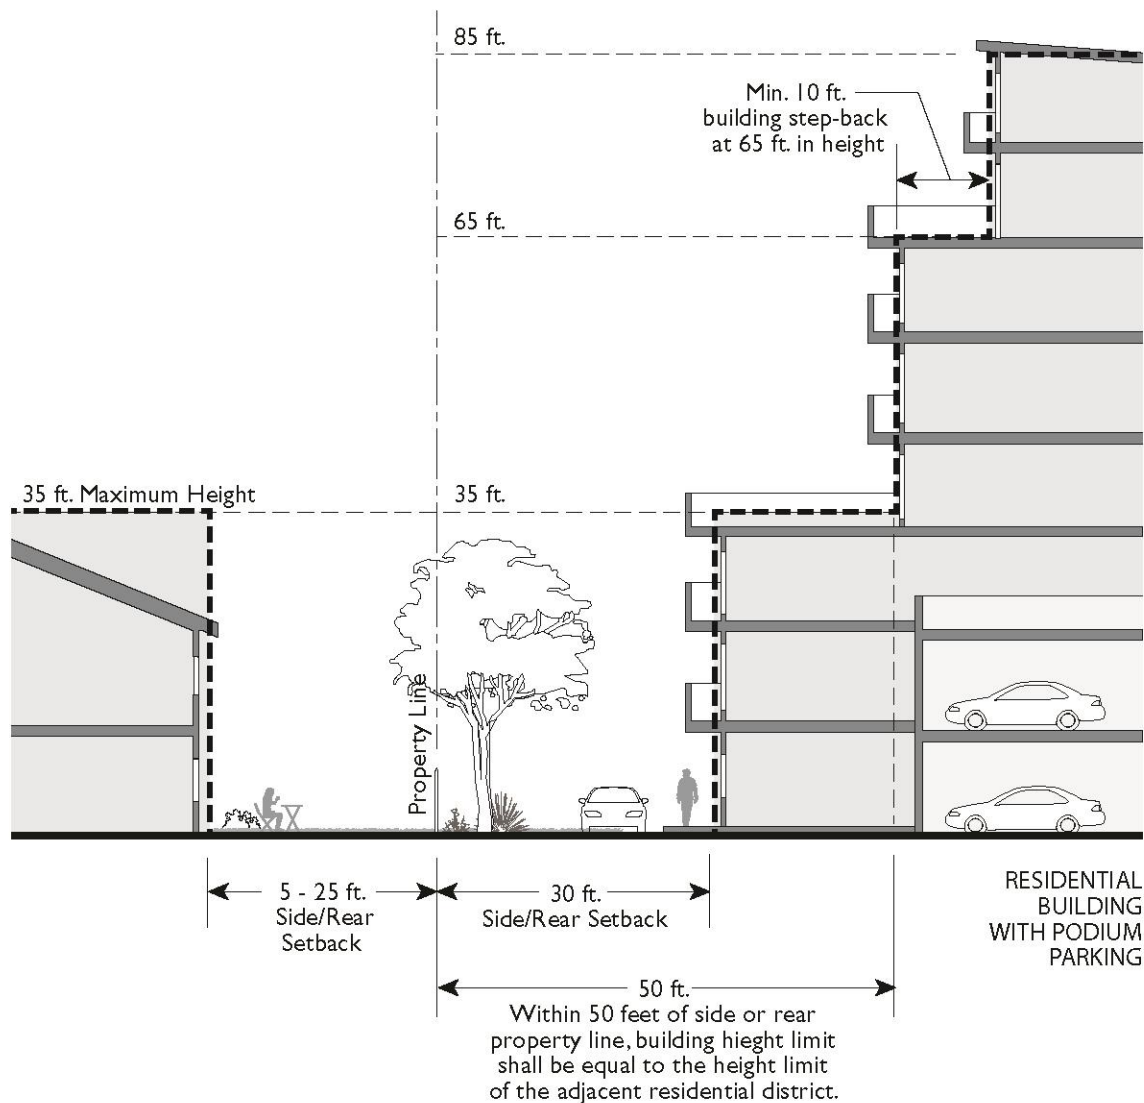 85 ft.
Min. 10 ft.
building step-back
at 65 ft. in height
65 ft.
35 ft. Maximum Height
35 ft.
Property Line
5 - 25 ft.
Side/Rear
Setback
30 ft.
Side/Rear Setback
RESIDENTIAL
BUILDING
WITH PODIUM
PARKING
50 ft.
Within 50 feet of side or rear
property line, building hieght limit
shall be equal to the height limit
of the adjacent residential district.